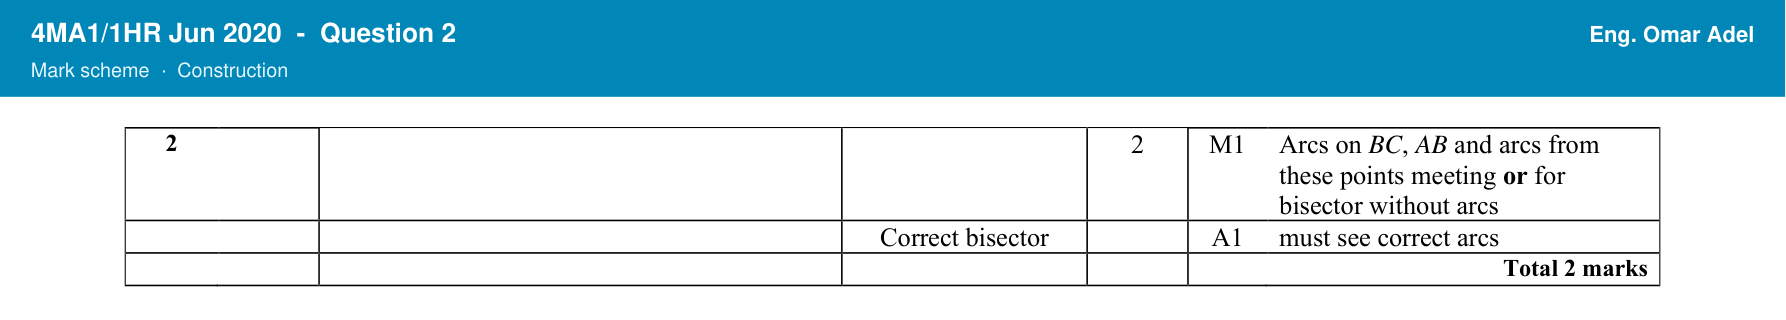 4MA1/1HR Jun 2020 - Question 2
Eng. Omar Adel
Mark scheme · Construction
2 2 M1 Arcs on BC, AB and arcs from
these points meeting or for
bisector without arcs
Correct bisector A1 must see correct arcs
Total 2 marks